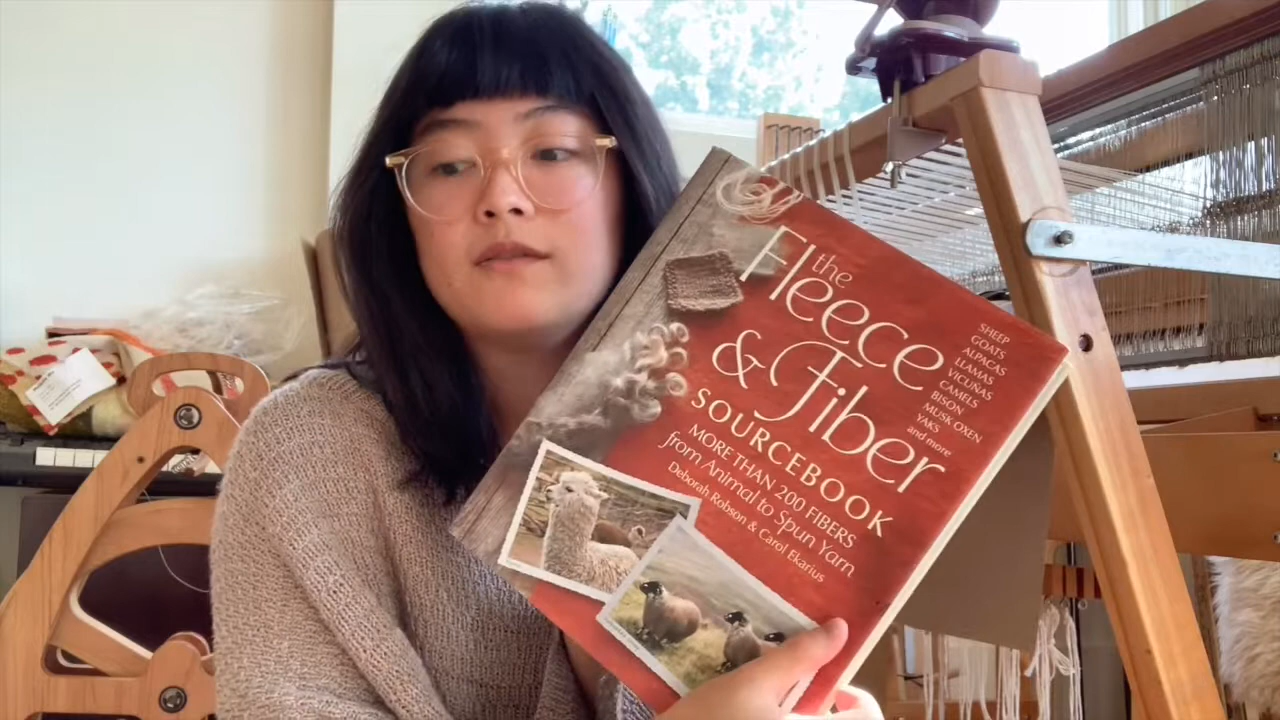 the
Fleece
& Fiber
SOURCEBOOK
MORE THAN 200 FIBERS
from Animal to Spun Yarn
Deborah Robson & Carol Ekarius
SHEEP
GOATS
ALPACAS
LLAMAS
VICUÑAS
CAMELS
BISON
MUSK OXEN
YAKS
and more